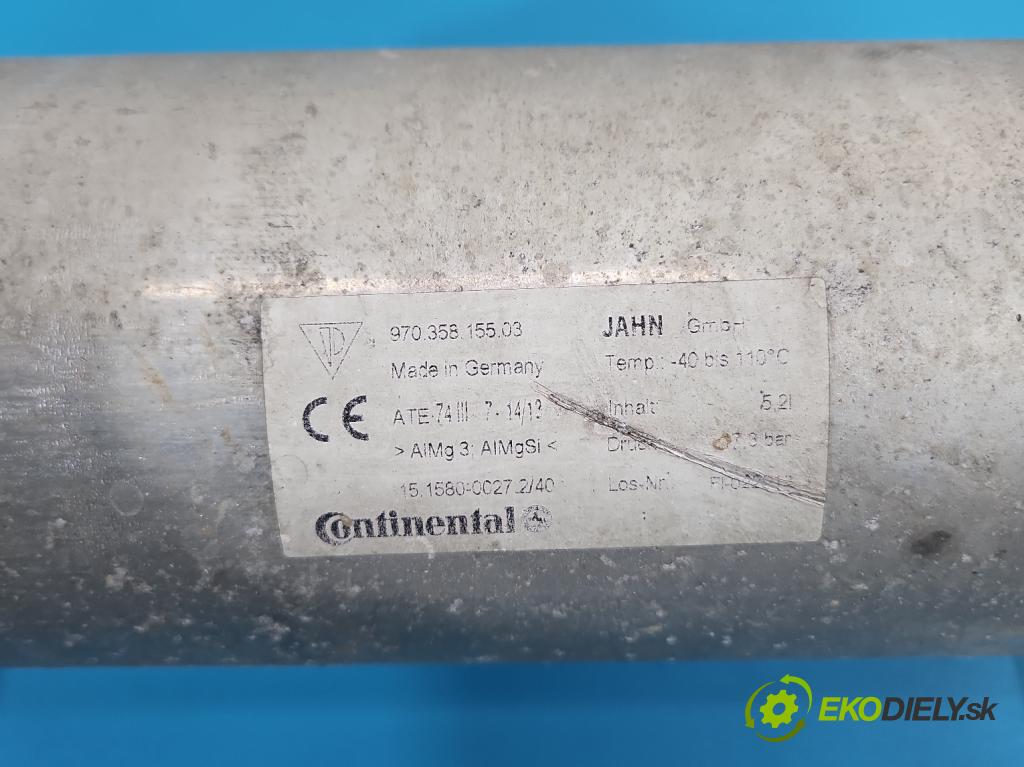 970.358.155.03
Made in Germany
CE
ATE 74 III 7 - 14/13
> AlMg 3; AlMgSi <
15.1580-0027.2/40
Continental
JAHN GmbH
Temp.: -40 bis 110°C
Inhalt: 5,2l
bar
Los-Nr.:
EKODIELY.sk